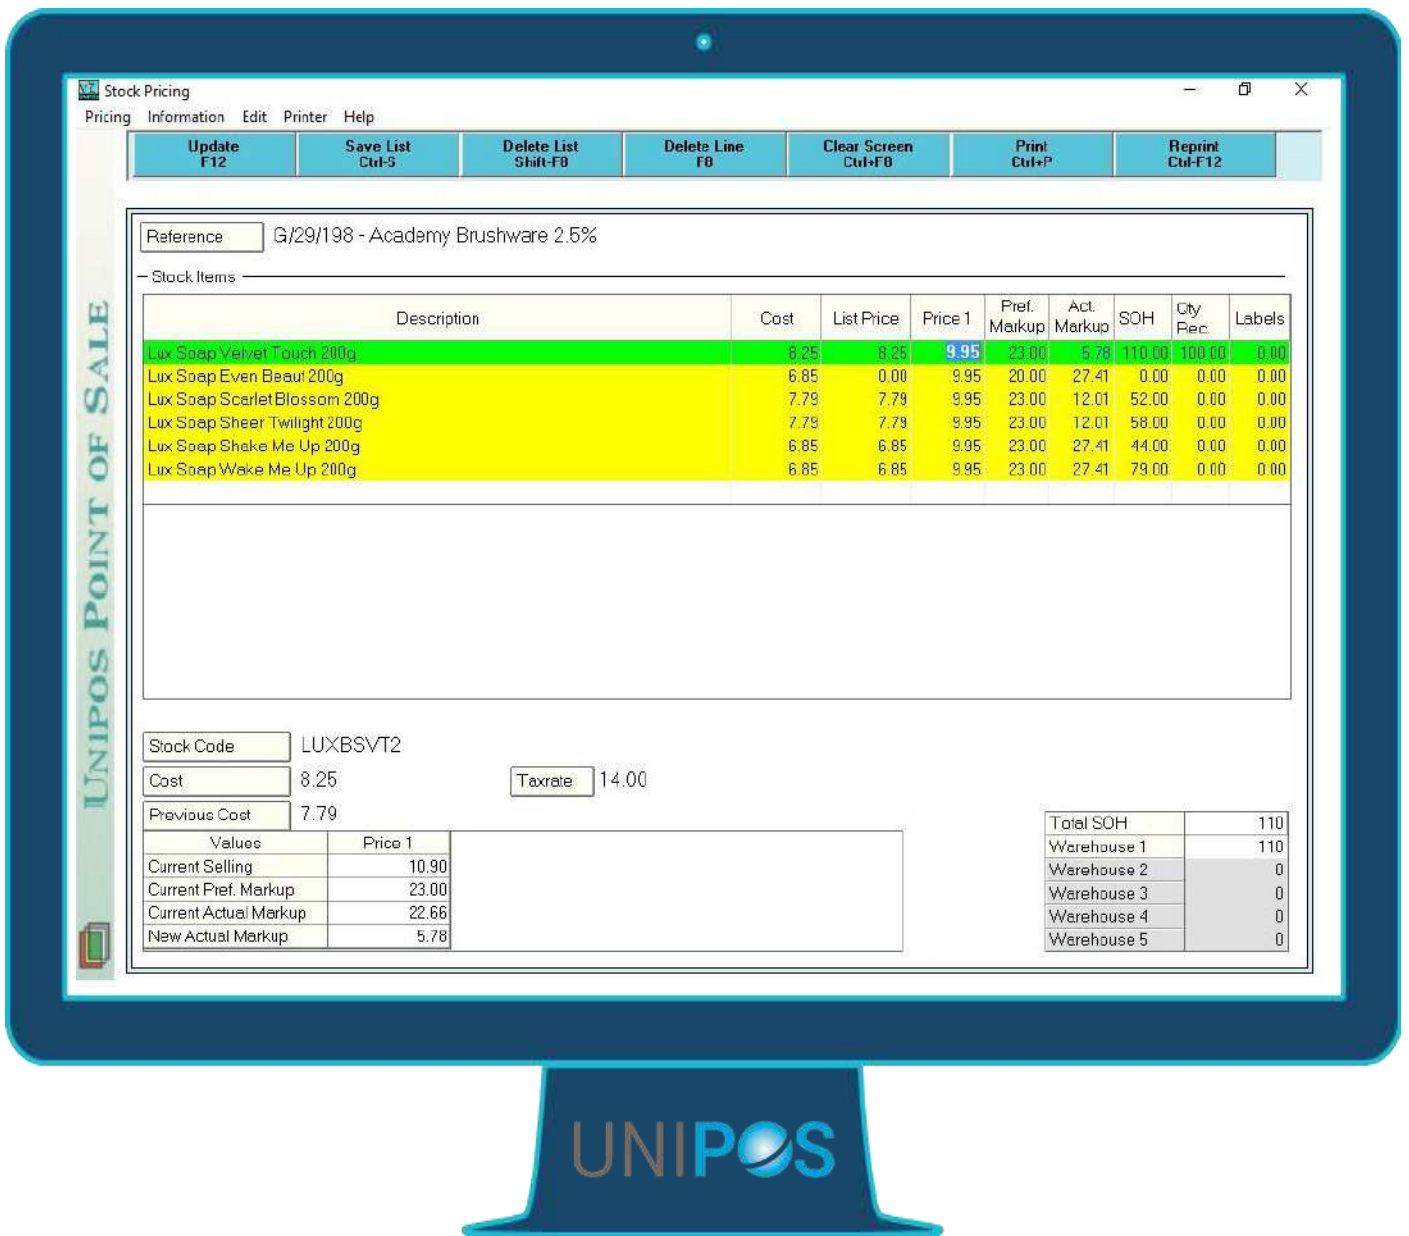 Stock Pricing
Pricing Information Edit Printer Help
Update F12
Save List Ctrl-S
Delete List Shift-F8
Delete Line F8
Clear Screen Ctrl+F8
Print Ctrl+P
Reprint Ctrl-F12
UNIPOS POINT OF SALE
Reference G/29/198 - Academy Brushware 2.5%
Stock Items
Description Cost List Price Price 1 Pref. Markup Act. Markup SOH Qty Rec. Labels
Lux Soap Velvet Touch 200g 8.25 8.25 9.95 23.00 5.78 110.00 100.00 0.00
Lux Soap Even Beaut 200g 6.85 0.00 9.95 20.00 27.41 0.00 0.00 0.00
Lux Soap Scarlet Blossom 200g 7.79 7.79 9.95 23.00 12.01 52.00 0.00 0.00
Lux Soap Sheer Twilight 200g 7.79 7.79 9.95 23.00 12.01 58.00 0.00 0.00
Lux Soap Shake Me Up 200g 6.85 6.85 9.95 23.00 27.41 44.00 0.00 0.00
Lux Soap Wake Me Up 200g 6.85 6.85 9.95 23.00 27.41 79.00 0.00 0.00
Stock Code LUXBSVT2
Cost 8.25 Taxrate 14.00
Previous Cost 7.79
Values Price 1
Current Selling 10.90
Current Pref. Markup 23.00
Current Actual Markup 22.66
New Actual Markup 5.78
Total SOH 110
Warehouse 1 110
Warehouse 2 0
Warehouse 3 0
Warehouse 4 0
Warehouse 5 0
UNIPOS